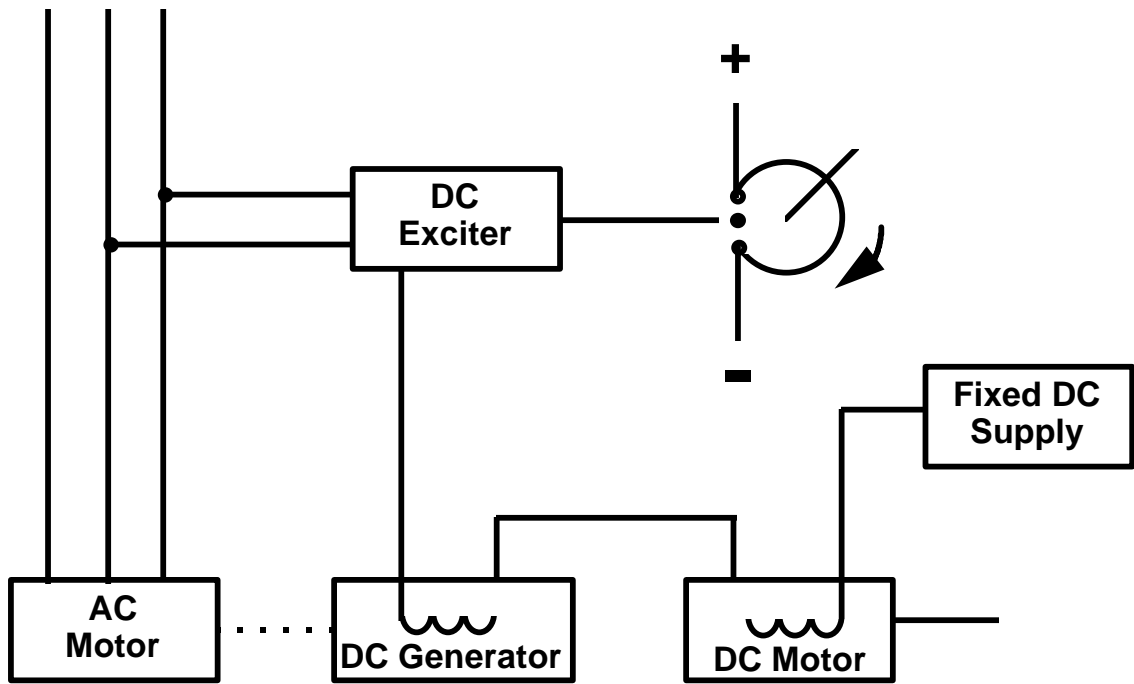 +
DC
Exciter
-
Fixed DC
Supply
AC
Motor
DC Generator
DC Motor